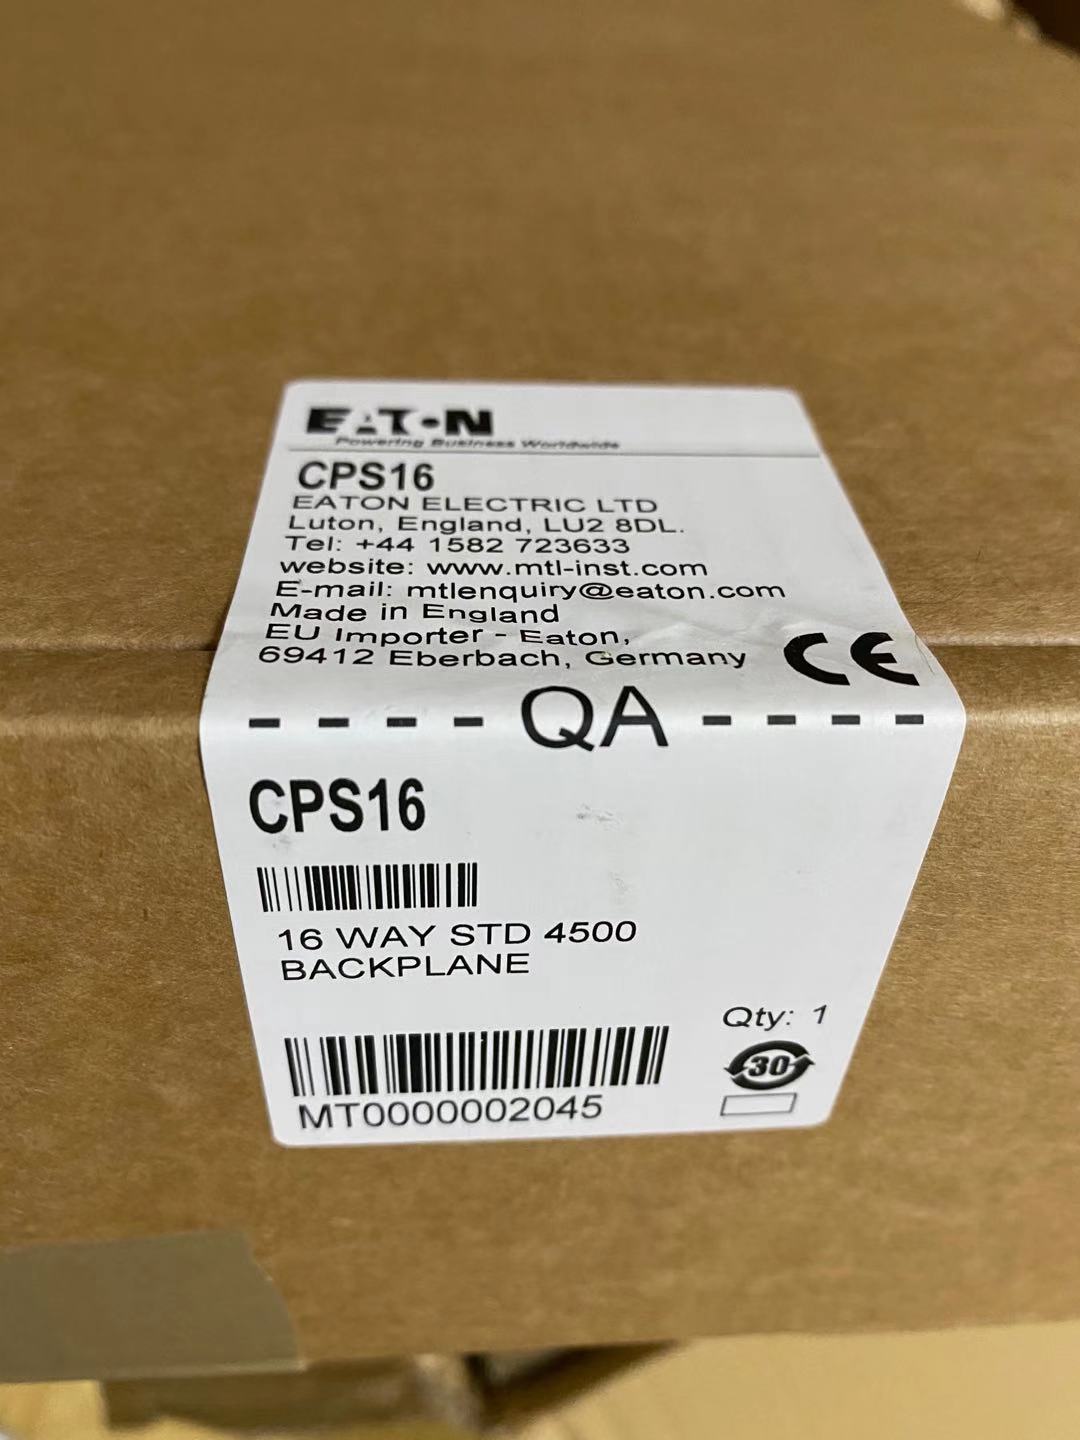 EATON
Powering Business Worldwide
CPS16
EATON ELECTRIC LTD
Luton, England, LU2 8DL.
Tel: +44 1582 723633
website: www.mtl-inst.com
E-mail: mtlenquiry@eaton.com
Made in England
EU Importer - Eaton,
69412 Eberbach, Germany
CE
- - - - QA - - - -
CPS16
16 WAY STD 4500
BACKPLANE
Qty: 1
30
MT0000002045